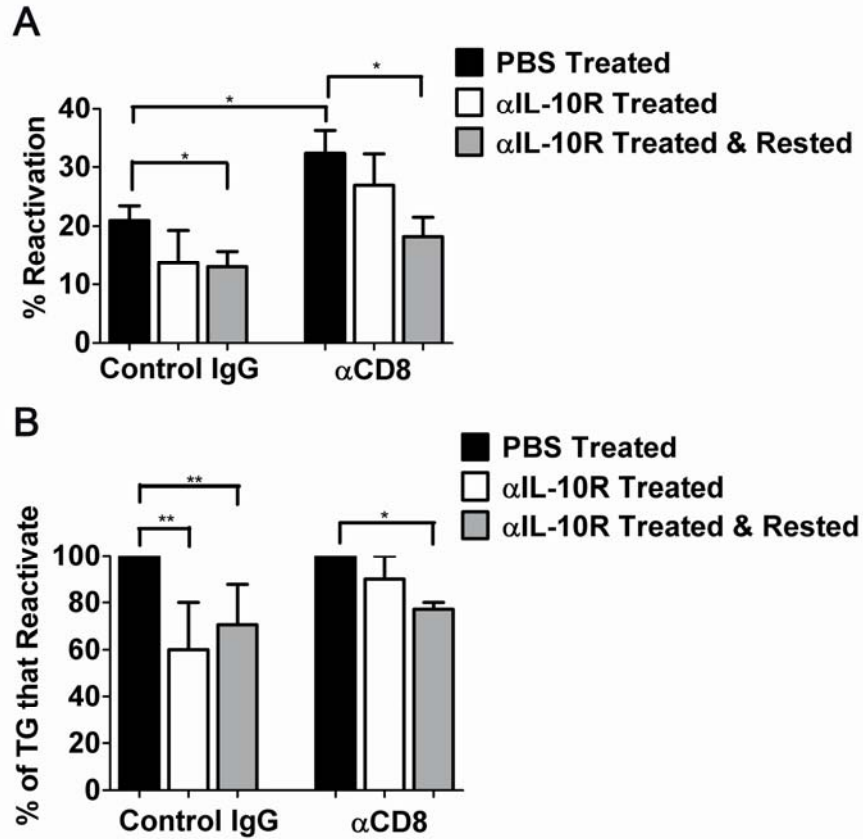 A
PBS Treated
αIL-10R Treated
αIL-10R Treated & Rested
*
*
*
% Reactivation
40
30
20
10
0
Control IgG
αCD8
B
PBS Treated
αIL-10R Treated
αIL-10R Treated & Rested
**
**
*
% of TG that Reactivate
100
80
60
40
20
0
Control IgG
αCD8